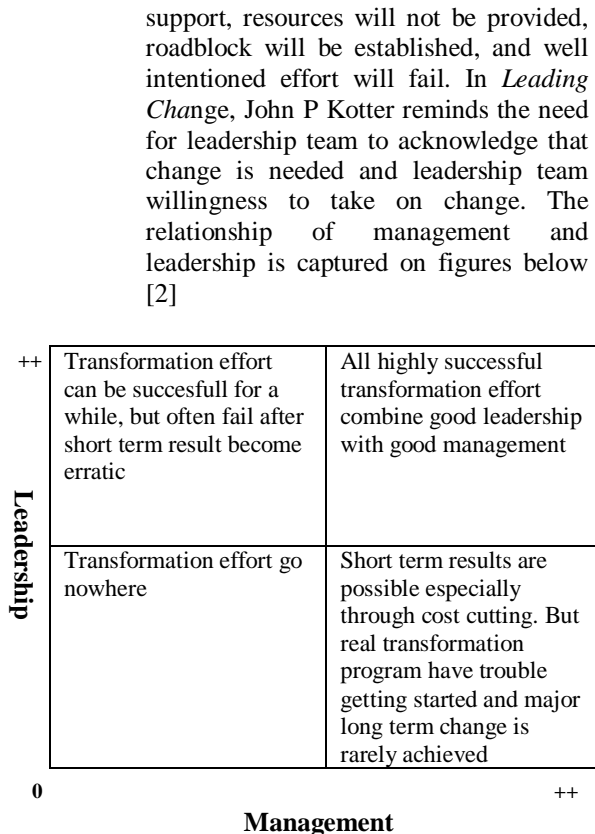 support, resources will not be provided,
roadblock will be established, and well
intentioned effort will fail. In Leading
Change, John P Kotter reminds the need
for leadership team to acknowledge that
change is needed and leadership team
willingness to take on change. The
relationship of management and
leadership is captured on figures below
[2]
++
Transformation effort
can be succesfull for a
while, but often fail after
short term result become
erratic
All highly successful
transformation effort
combine good leadership
with good management
Leadership
Transformation effort go
nowhere
Short term results are
possible especially
through cost cutting. But
real transformation
program have trouble
getting started and major
long term change is
rarely achieved
0
++
Management